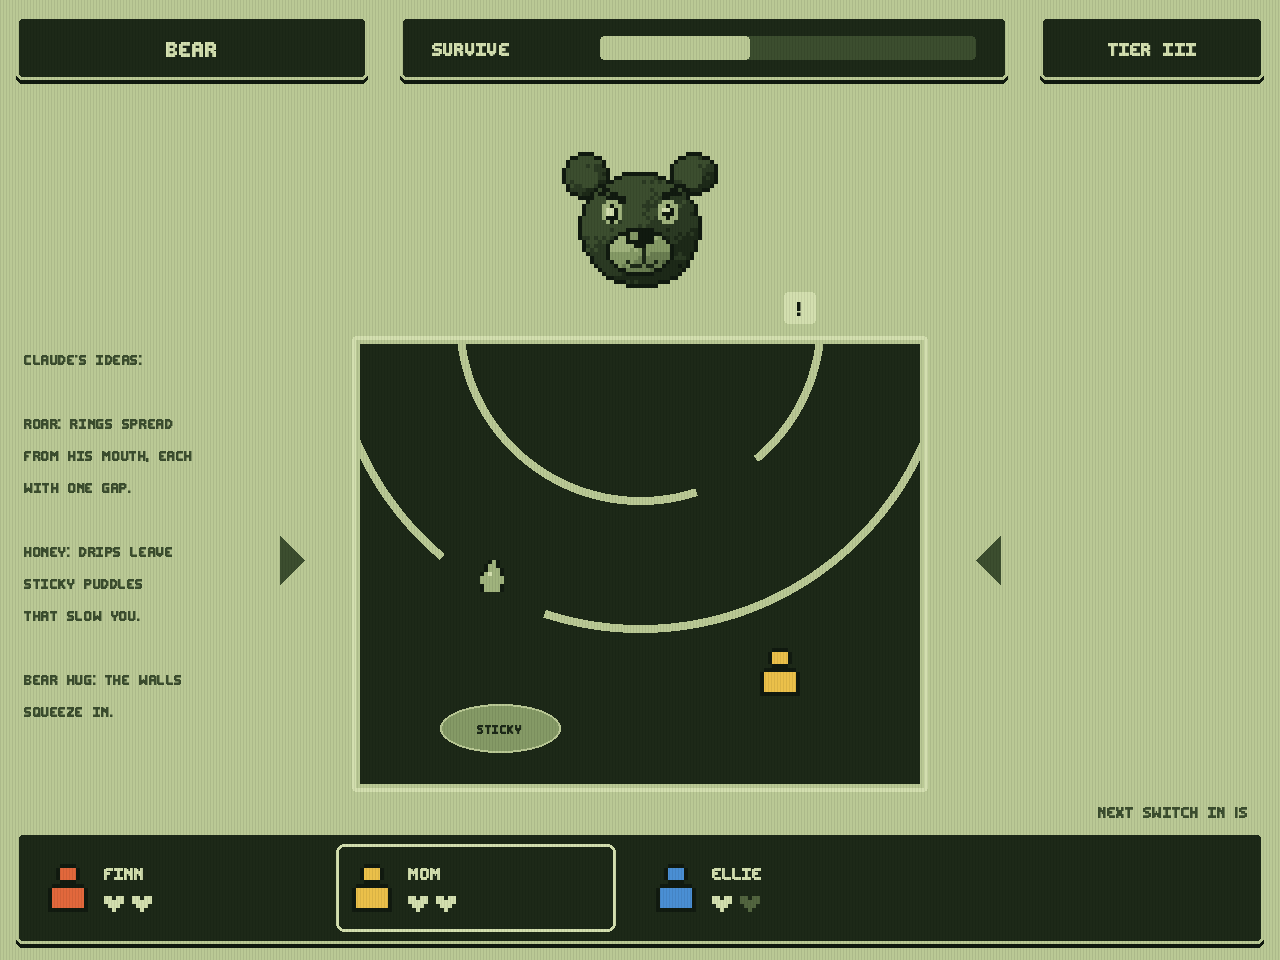 BEAR
SURVIVE
TIER III
!
CLAUDE'S IDEAS:
ROAR: RINGS SPREAD
FROM HIS MOUTH, EACH
WITH ONE GAP.
HONEY: DRIPS LEAVE
STICKY PUDDLES
THAT SLOW YOU.
BEAR HUG: THE WALLS
SQUEEZE IN.
STICKY
NEXT SWITCH IN 1S
FINN
MOM
ELLIE